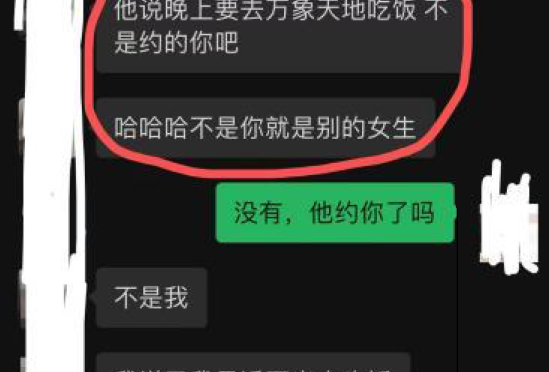 他说晚上要去万象天地吃饭 不
是约的你吧
哈哈哈不是你就是别的女生
没有，他约你了吗
不是我